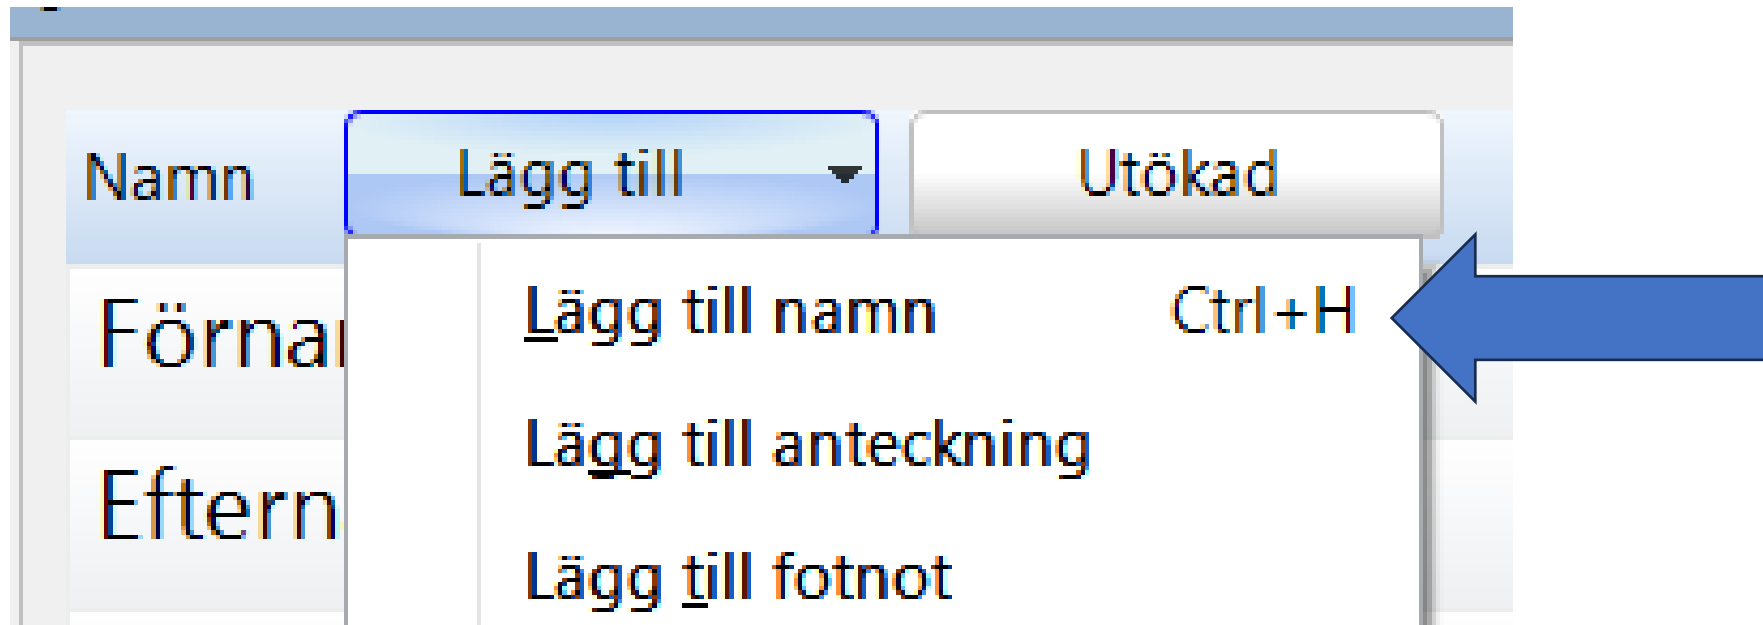 Namn Lägg till Utökad
Lägg till namn Ctrl+H
Lägg till anteckning
Lägg till fotnot